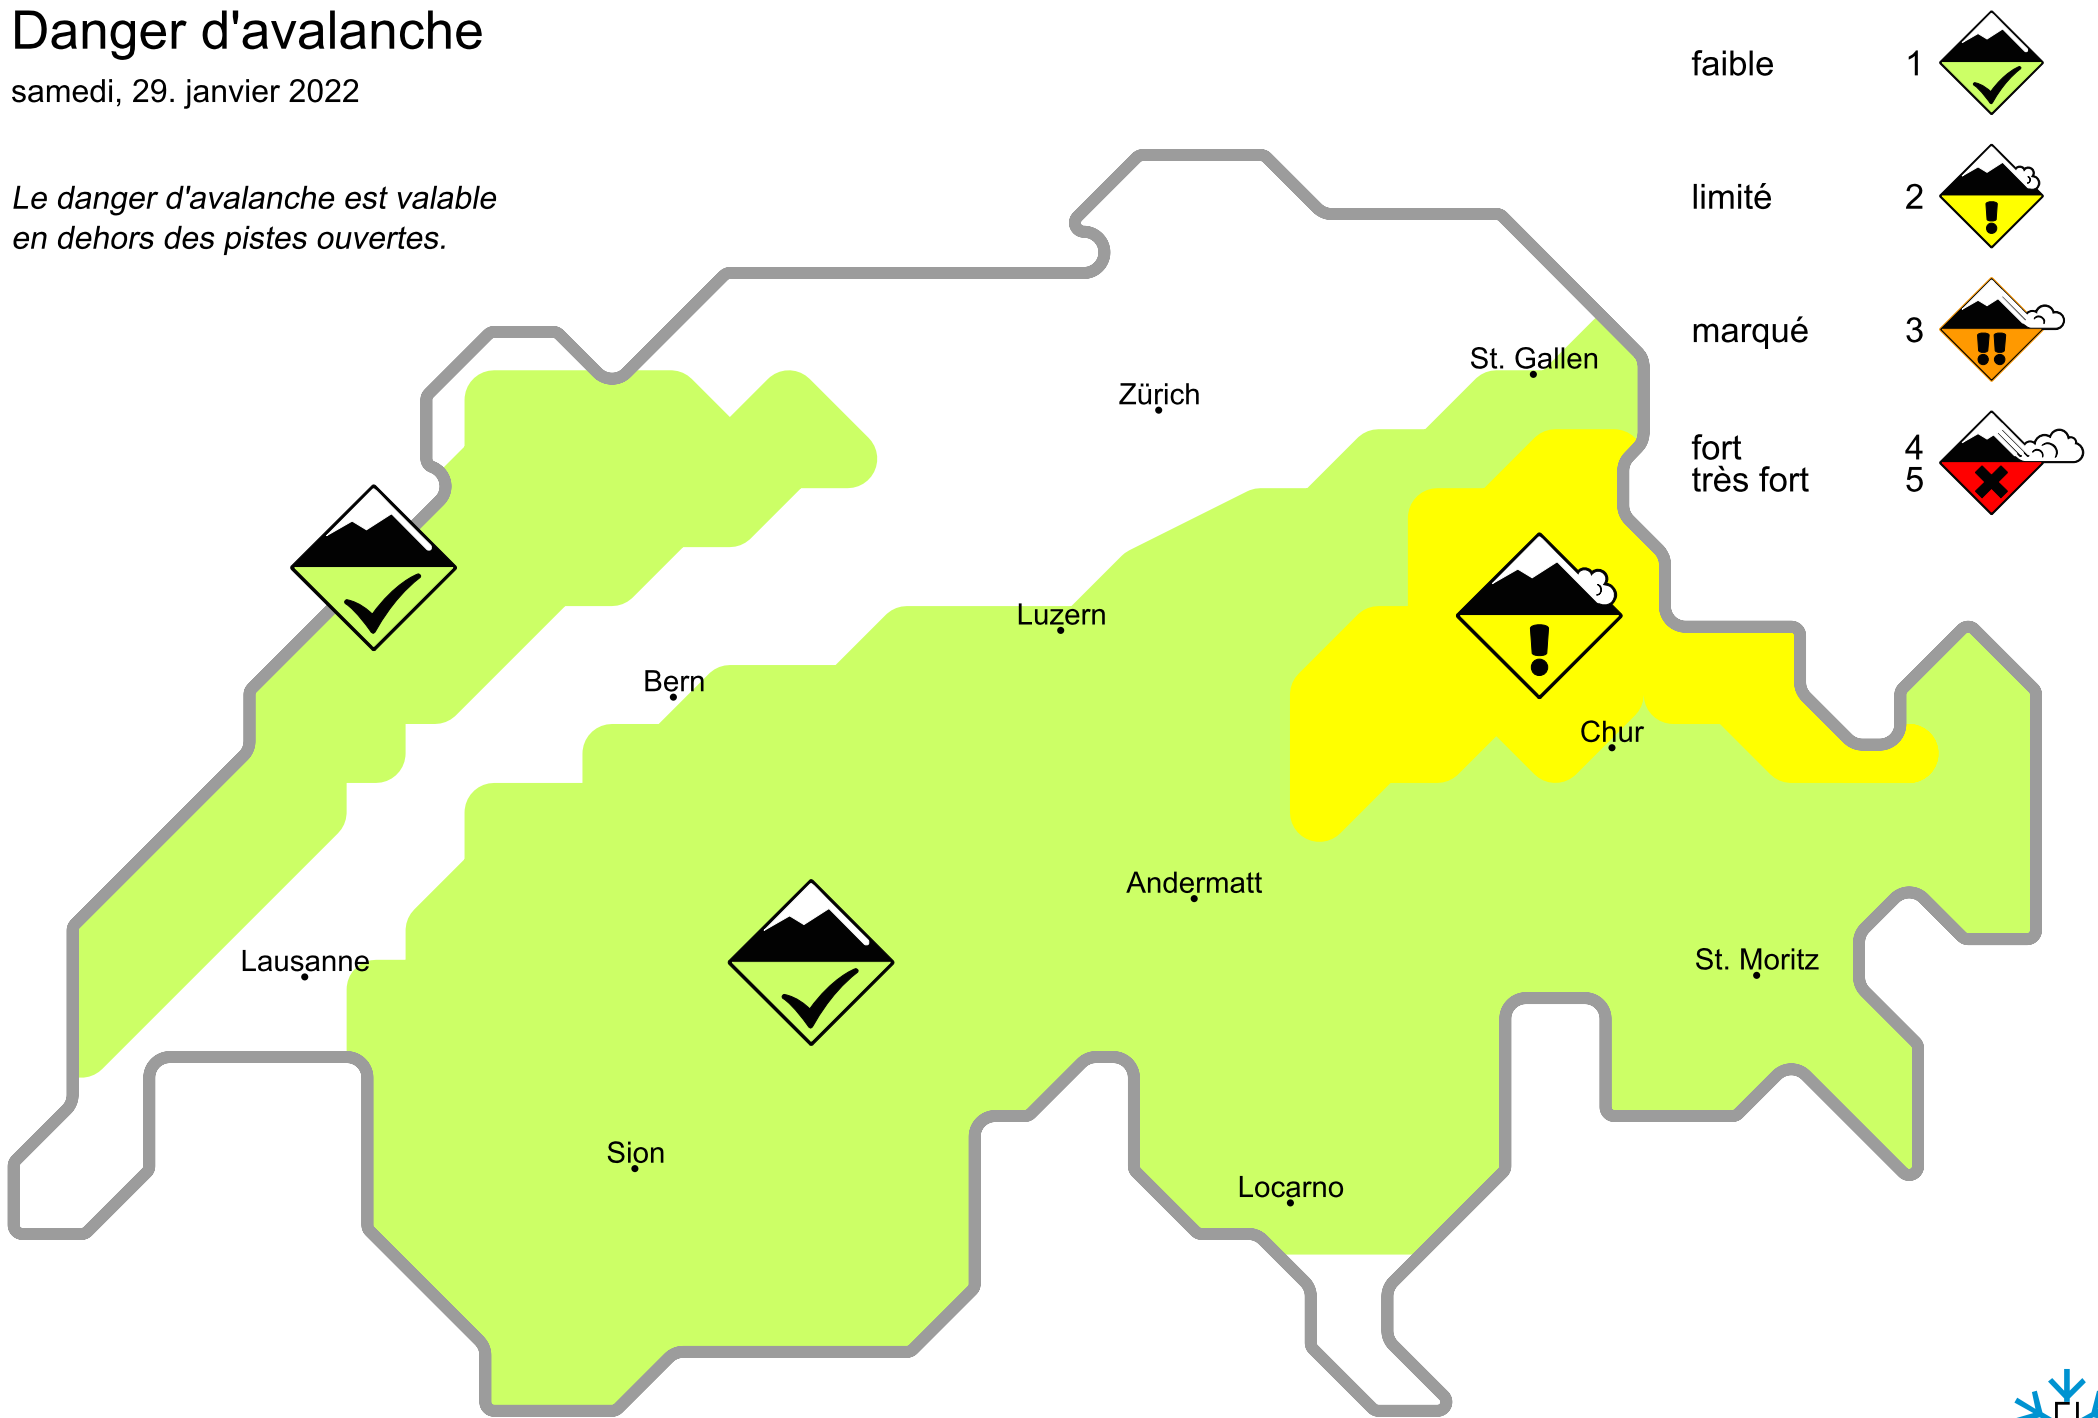 Danger d'avalanche
samedi, 29. janvier 2022
Le danger d'avalanche est valable
en dehors des pistes ouvertes.
faible 1
limité 2
marqué 3
fort 4
très fort 5
St. Gallen
Zürich
Luzern
Bern
Chur
Andermatt
Lausanne
St. Moritz
Sion
Locarno